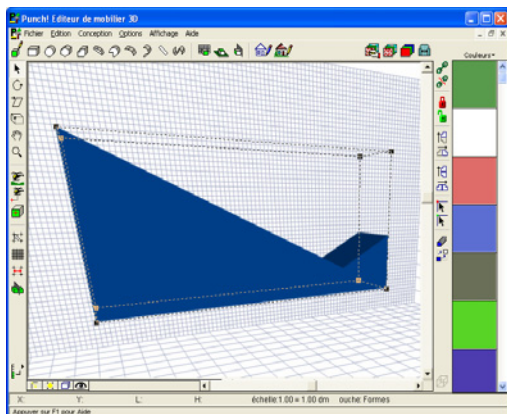 Punch! Editeur de mobilier 3D
Fichier Edition Conception Options Affichage Aide
Couleurs
X: Y: L: H: échelle:1.00 = 1.00 dm ouche: Formes
Appuyer sur F1 pour Aide